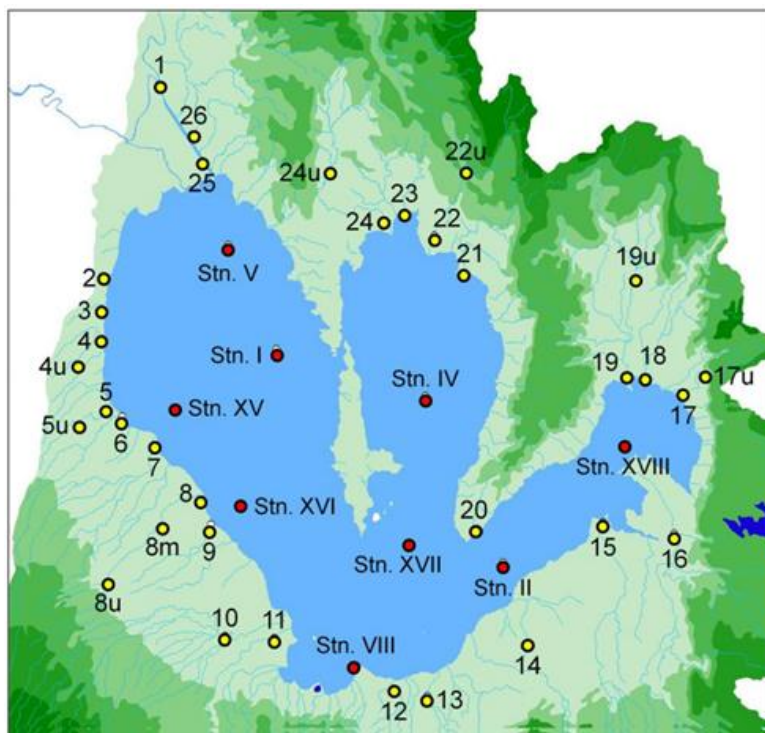 1
26
25
24u
22u
23
24
22
21
Stn. V
2
19u
3
4
Stn. I
4u
19
18
17u
Stn. IV
17
5
Stn. XV
5u
6
7
Stn. XVIII
8
Stn. XVI
20
15
8m
9
16
Stn. XVII
Stn. II
8u
10
11
14
Stn. VIII
12
13